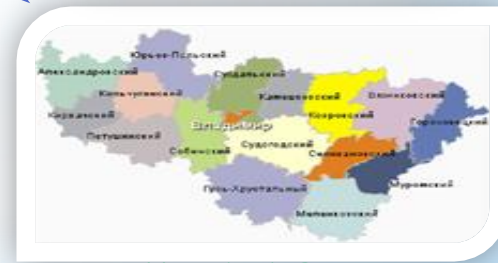 Юрьев-Польский
Александровский
Суздальский
Кольчугинский
Камешковский
Вязниковский
Киржачский
Ковровский
Гороховецкий
Владимир
Петушинский
Собинский
Судогодский
Селивановский
Гусь-Хрустальный
Муромский
Меленковский